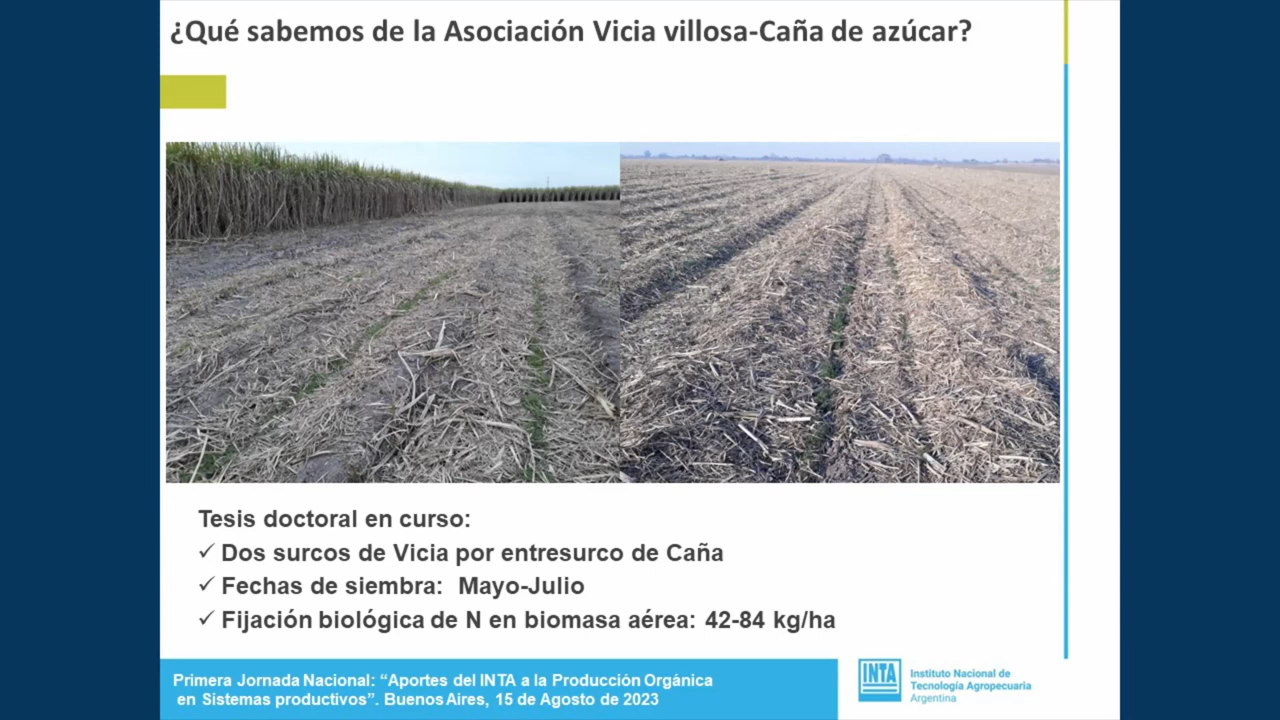 ¿Qué sabemos de la Asociación Vicia villosa-Caña de azúcar?
Tesis doctoral en curso:
✓ Dos surcos de Vicia por entresurco de Caña
✓ Fechas de siembra: Mayo-Julio
✓ Fijación biológica de N en biomasa aérea: 42-84 kg/ha
Primera Jornada Nacional: “Aportes del INTA a la Producción Orgánica
en Sistemas productivos”. Buenos Aires, 15 de Agosto de 2023
INTA
Instituto Nacional de
Tecnología Agropecuaria
Argentina